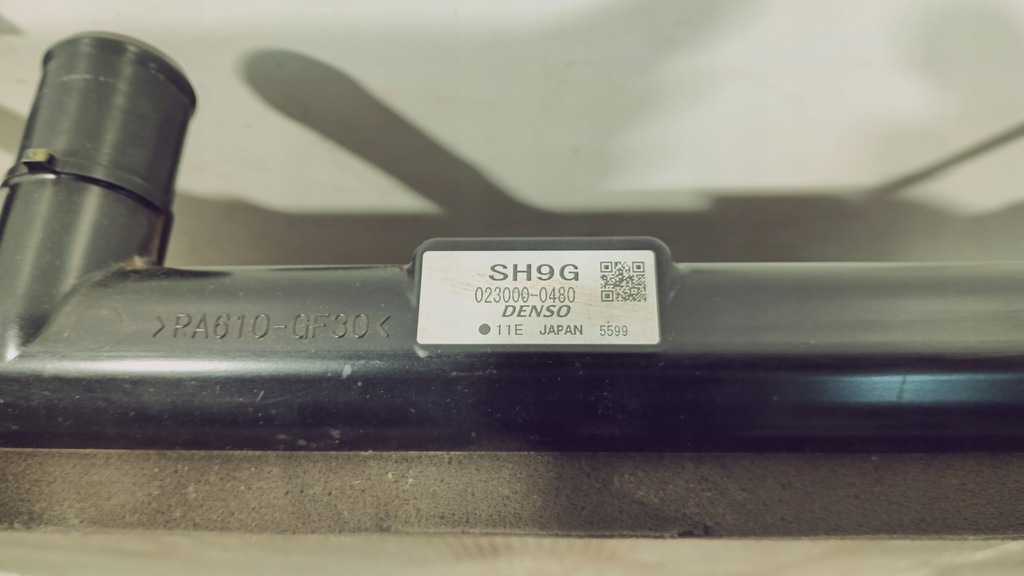 >PA610-GF30<
SH9G
023000-0480
DENSO
●11E JAPAN 5599